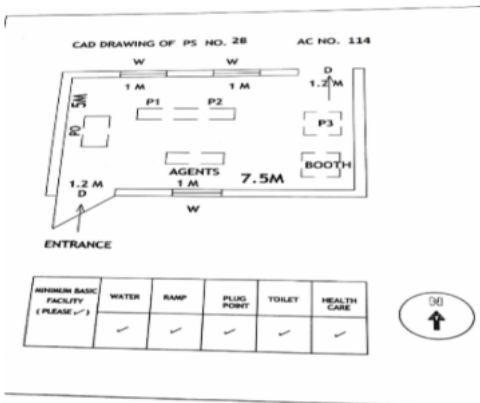 CAD DRAWING OF PS NO. 28 AC NO. 114
W W D
1 M 1 M 1.2 M
5M
P1 P2
P3
PO
AGENTS
BOOTH
1.2 M 1 M 7.5M
D
W
ENTRANCE
MINIMUM BASIC FACILITY (PLEASE ✓) WATER RAMP PLUG POINT TOILET HEALTH CARE
✓ ✓ ✓ ✓ ✓
N